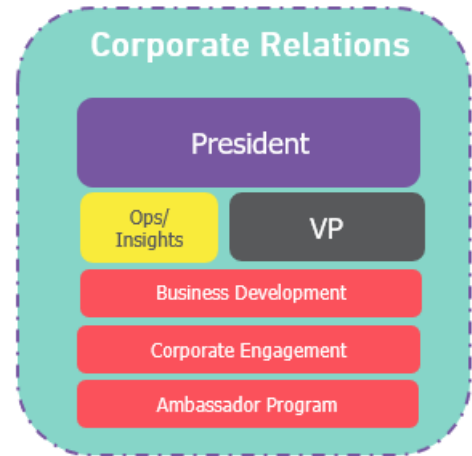 Corporate Relations
President
Ops/
Insights
VP
Business Development
Corporate Engagement
Ambassador Program